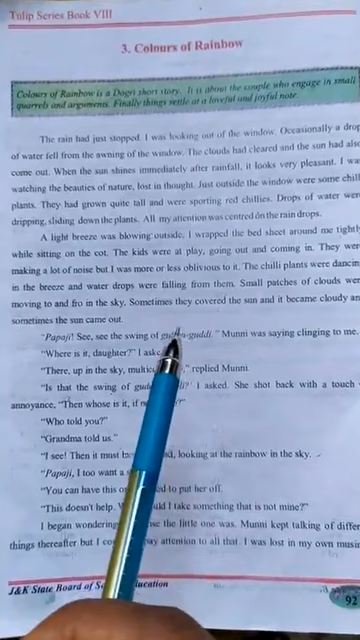 Tulip Series Book VIII
3. Colours of Rainbow
Colours of Rainbow is a Dogri short story. It is about the couple who engage in small
quarrels and arguments. Finally things settle at a loveful and joyful note.
The rain had just stopped. I was looking out of the window. Occasionally a drop
of water fell from the awning of the window. The clouds had cleared and the sun had also
come out. When the sun shines immediately after rainfall, it looks very pleasant. I was
watching the beauties of nature, lost in thought. Just outside the window were some chill
plants. They had grown quite tall and were sporting red chillies. Drops of water wer
dripping, sliding down the plants. All my attention was centred on the rain drops.
A light breeze was blowing outside. I wrapped the bed sheet around me tightly
while sitting on the cot. The kids were at play, going out and coming in. They wer
making a lot of noise but I was more or less oblivious to it. The chilli plants were dancin
in the breeze and water drops were falling from them. Small patches of clouds wer
moving to and fro in the sky. Sometimes they covered the sun and it became cloudy an
sometimes the sun came out.
"Papaji! See, see the swing of guddi." Munni was saying clinging to me.
"Where is it, daughter?" I aske
"There, up in the sky, multic " replied Munni.
"Is that the swing of gud I asked. She shot back with a touch
annoyance, "Then whose is it, if
"Who told you?"
"Grandma told us."
"I see! Then it must d, looking at the rainbow in the sky.
"Papaji, I too want a s
"You can have this on ed to put her off.
"This doesn't help. uld I take something that is not mine?"
I began wondering se the little one was. Munni kept talking of differ
things thereafter but I co pay attention to all that. I was lost in my own musin
J&K State Board of ucation
92